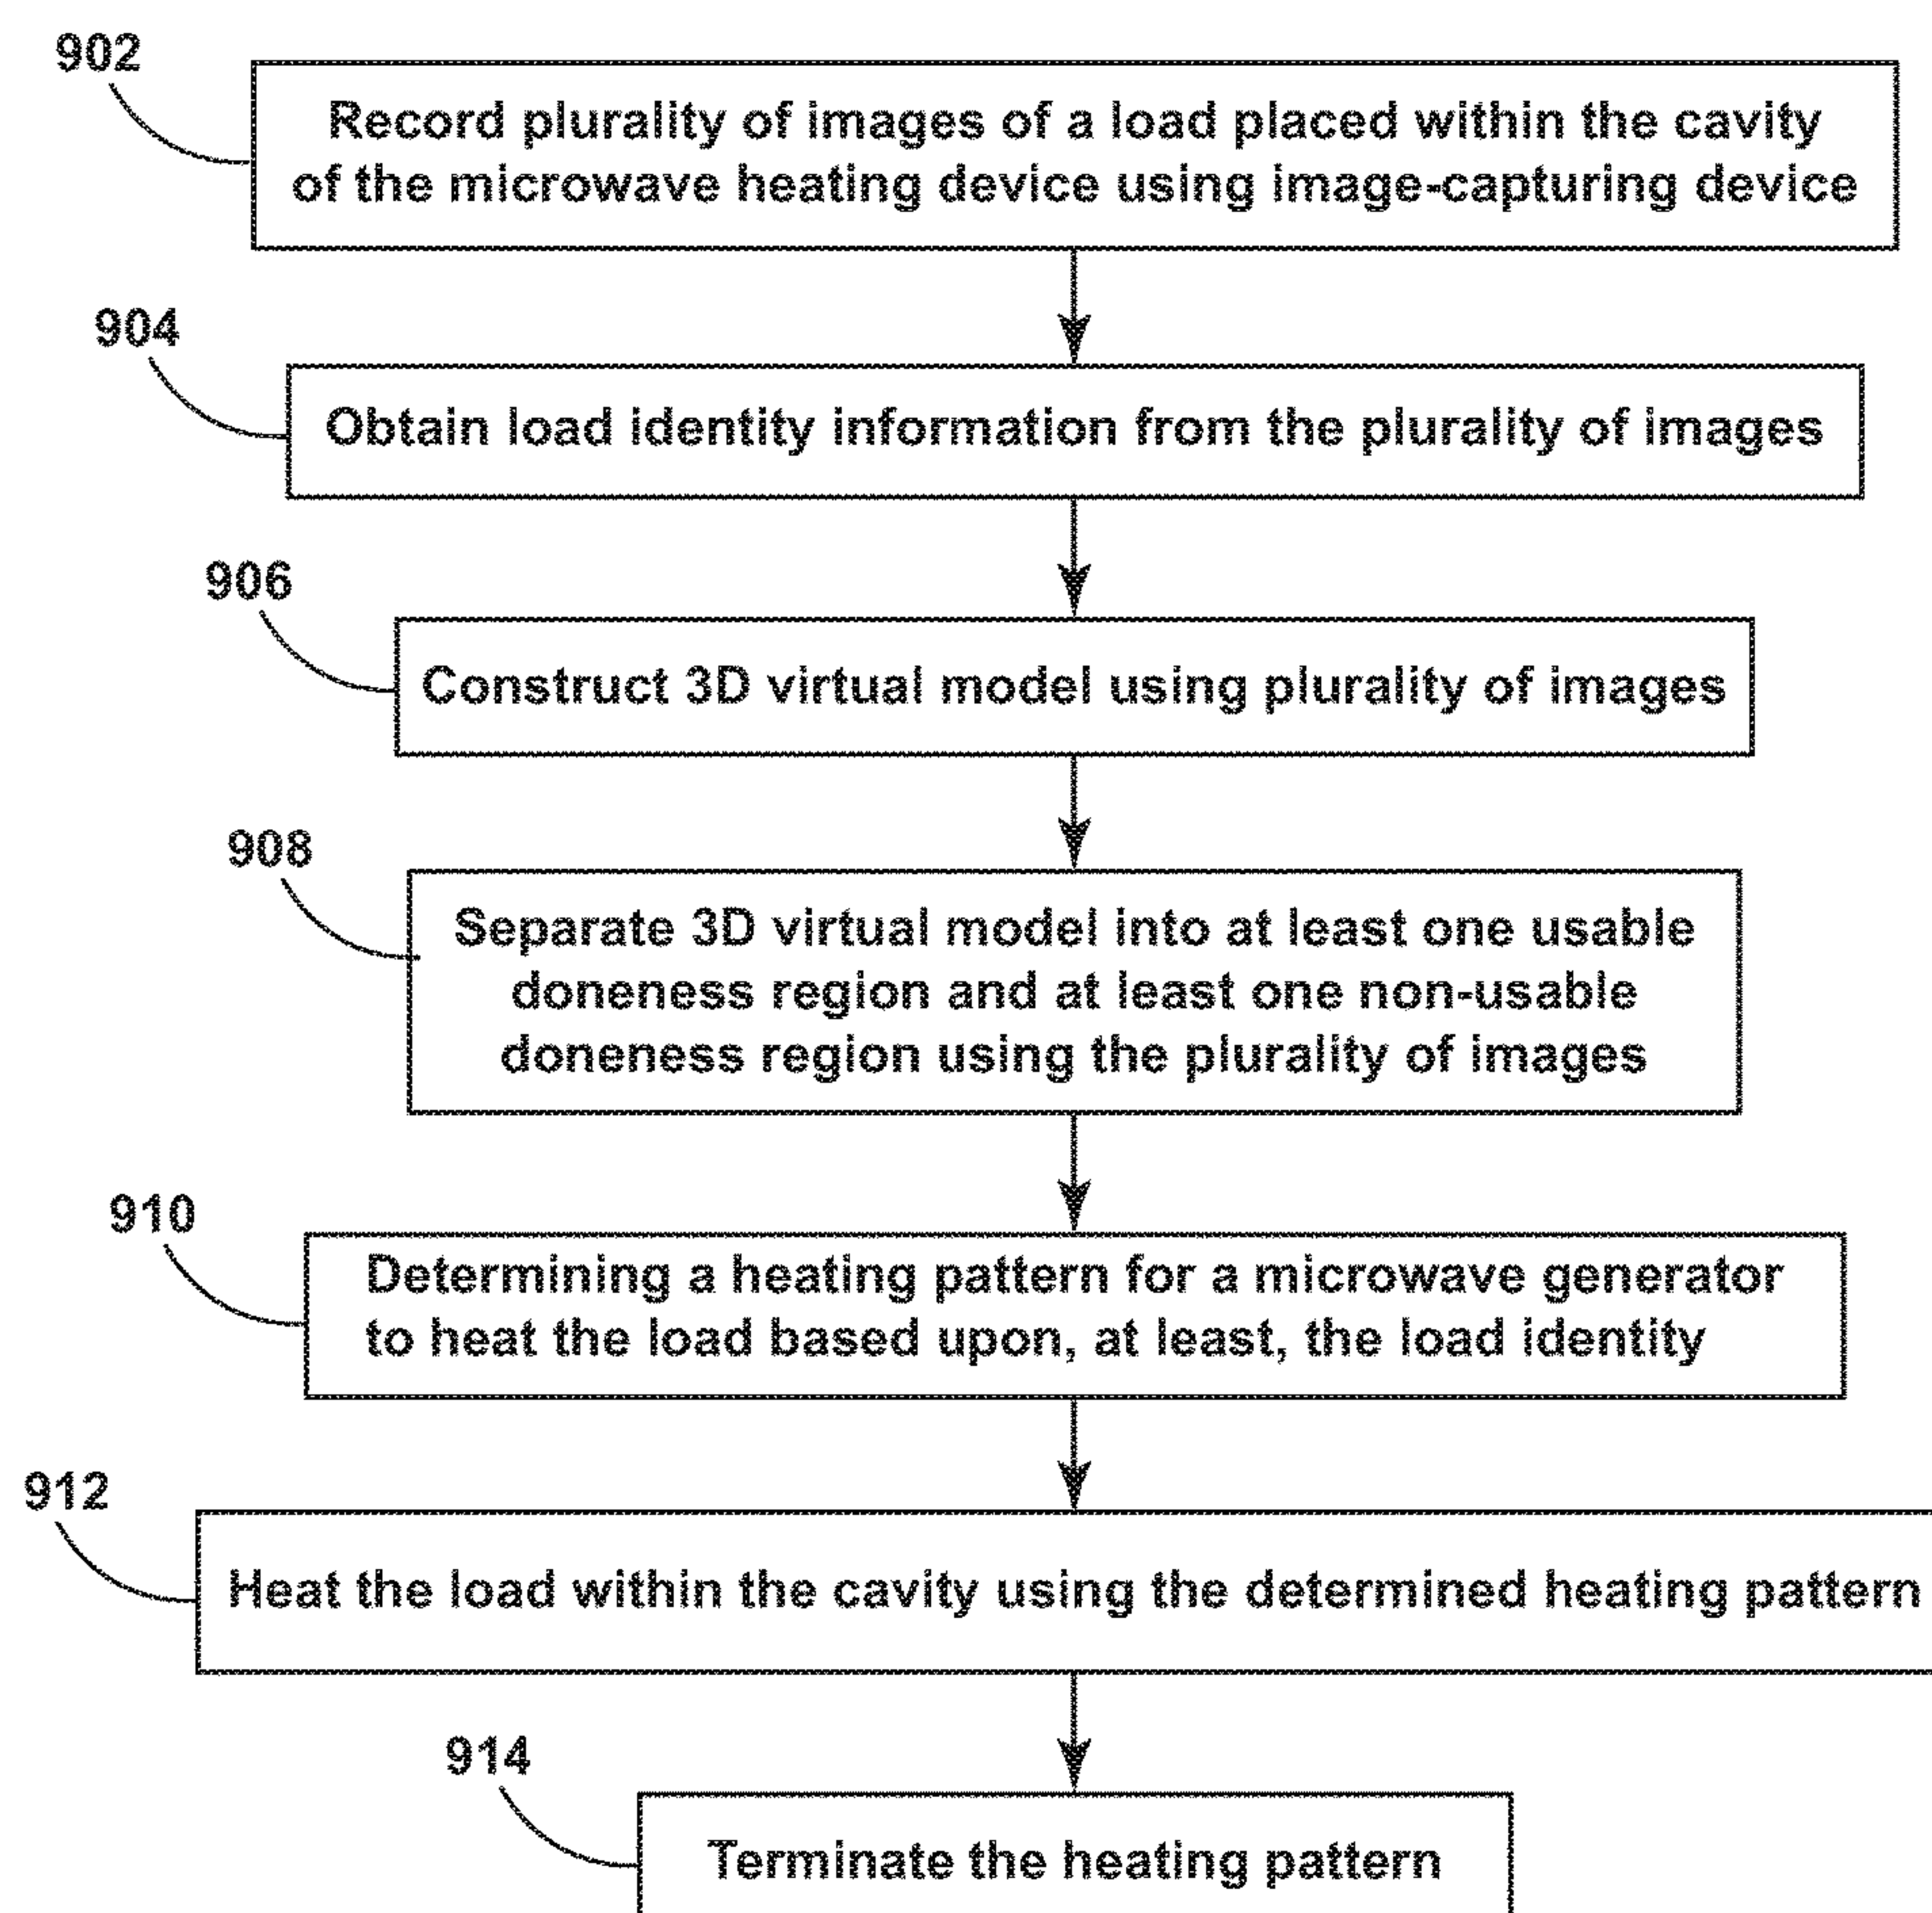 902
Record plurality of images of a load placed within the cavity
of the microwave heating device using image-capturing device
904
Obtain load identity information from the plurality of images
906
Construct 3D virtual model using plurality of images
908
Separate 3D virtual model into at least one usable
doneness region and at least one non-usable
doneness region using the plurality of images
910
Determining a heating pattern for a microwave generator
to heat the load based upon, at least, the load identity
912
Heat the load within the cavity using the determined heating pattern
914
Terminate the heating pattern